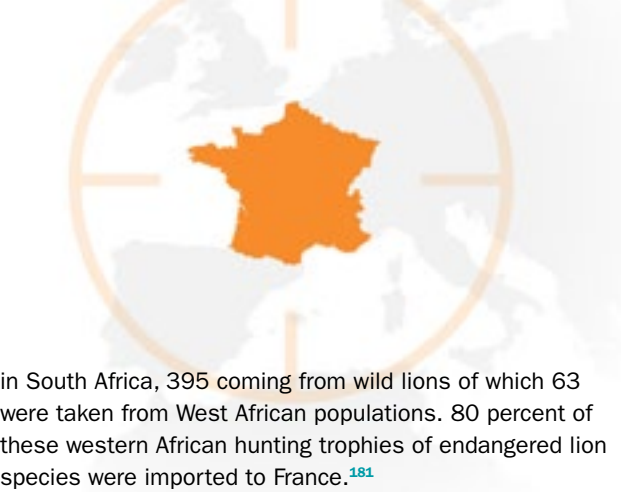 in South Africa, 395 coming from wild lions of which 63
were taken from West African populations. 80 percent of
these western African hunting trophies of endangered lion
species were imported to France.181